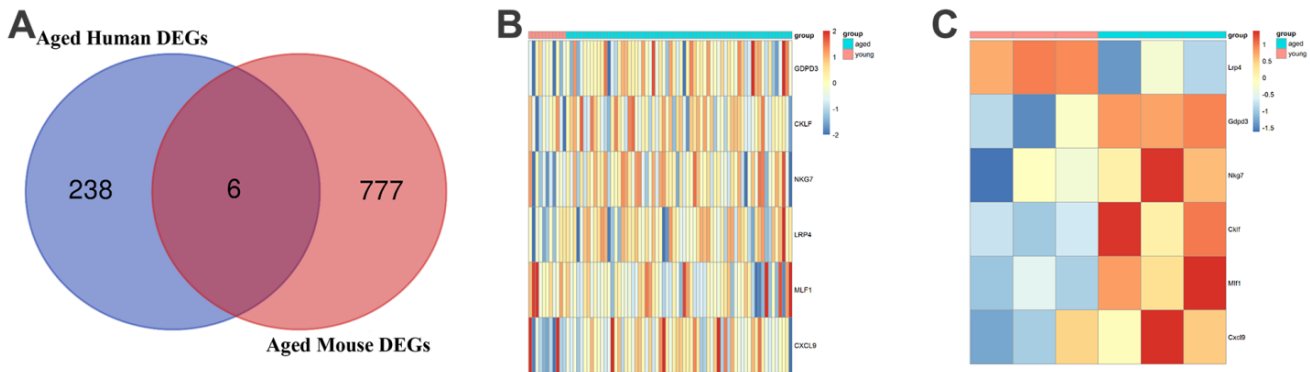 A
Aged Human DEGs
238
6
777
Aged Mouse DEGs
B
group
GDPD3
CKLF
NKG7
LRP4
MLF1
CXCL9
2
1
0
-1
-2
group
aged
young
C
group
Lrp4
Gdpd3
Nkg7
Cklf
Mlf1
Cxcl9
1
0.5
0
-0.5
-1
-1.5
group
aged
young